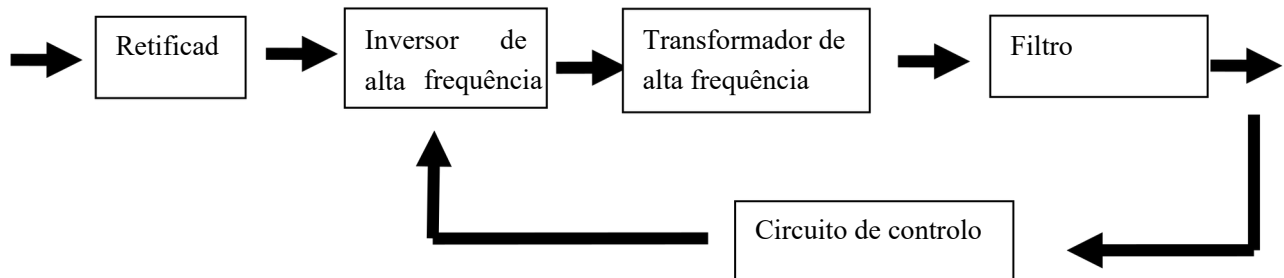 Retificad
Inversor de
alta frequência
Transformador de
alta frequência
Filtro
Circuito de controlo